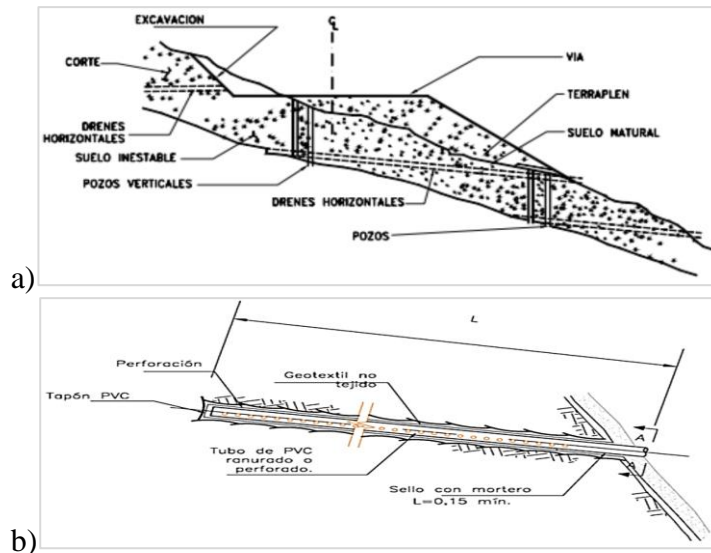 EXCAVACION
℄
CORTE
VIA
TERRAPLEN
DRENES
HORIZONTALES
SUELO NATURAL
SUELO INESTABLE
POZOS VERTICALES
DRENES HORIZONTALES
POZOS
a)
L
Perforación
Geotextil no
tejido
Tapón PVC
A
Tubo de PVC
ranurado o
perforado.
A
Sello con mortero
L=0,15 mín.
b)